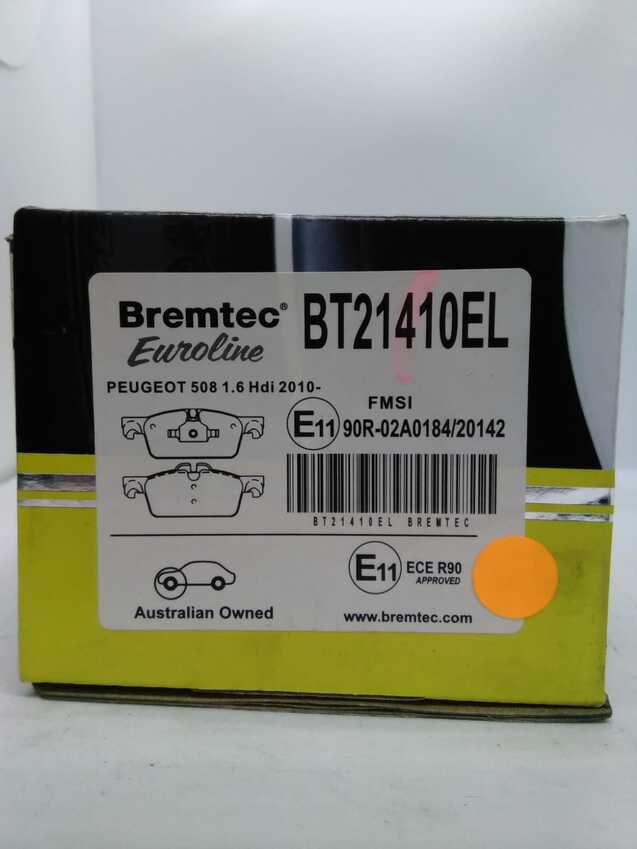 Bremtec®
Euroline
BT21410EL
PEUGEOT 508 1.6 Hdi 2010-
FMSI
E11 90R-02A0184/20142
BT21410EL BREMTEC
E11 ECE R90
APPROVED
Australian Owned
www.bremtec.com